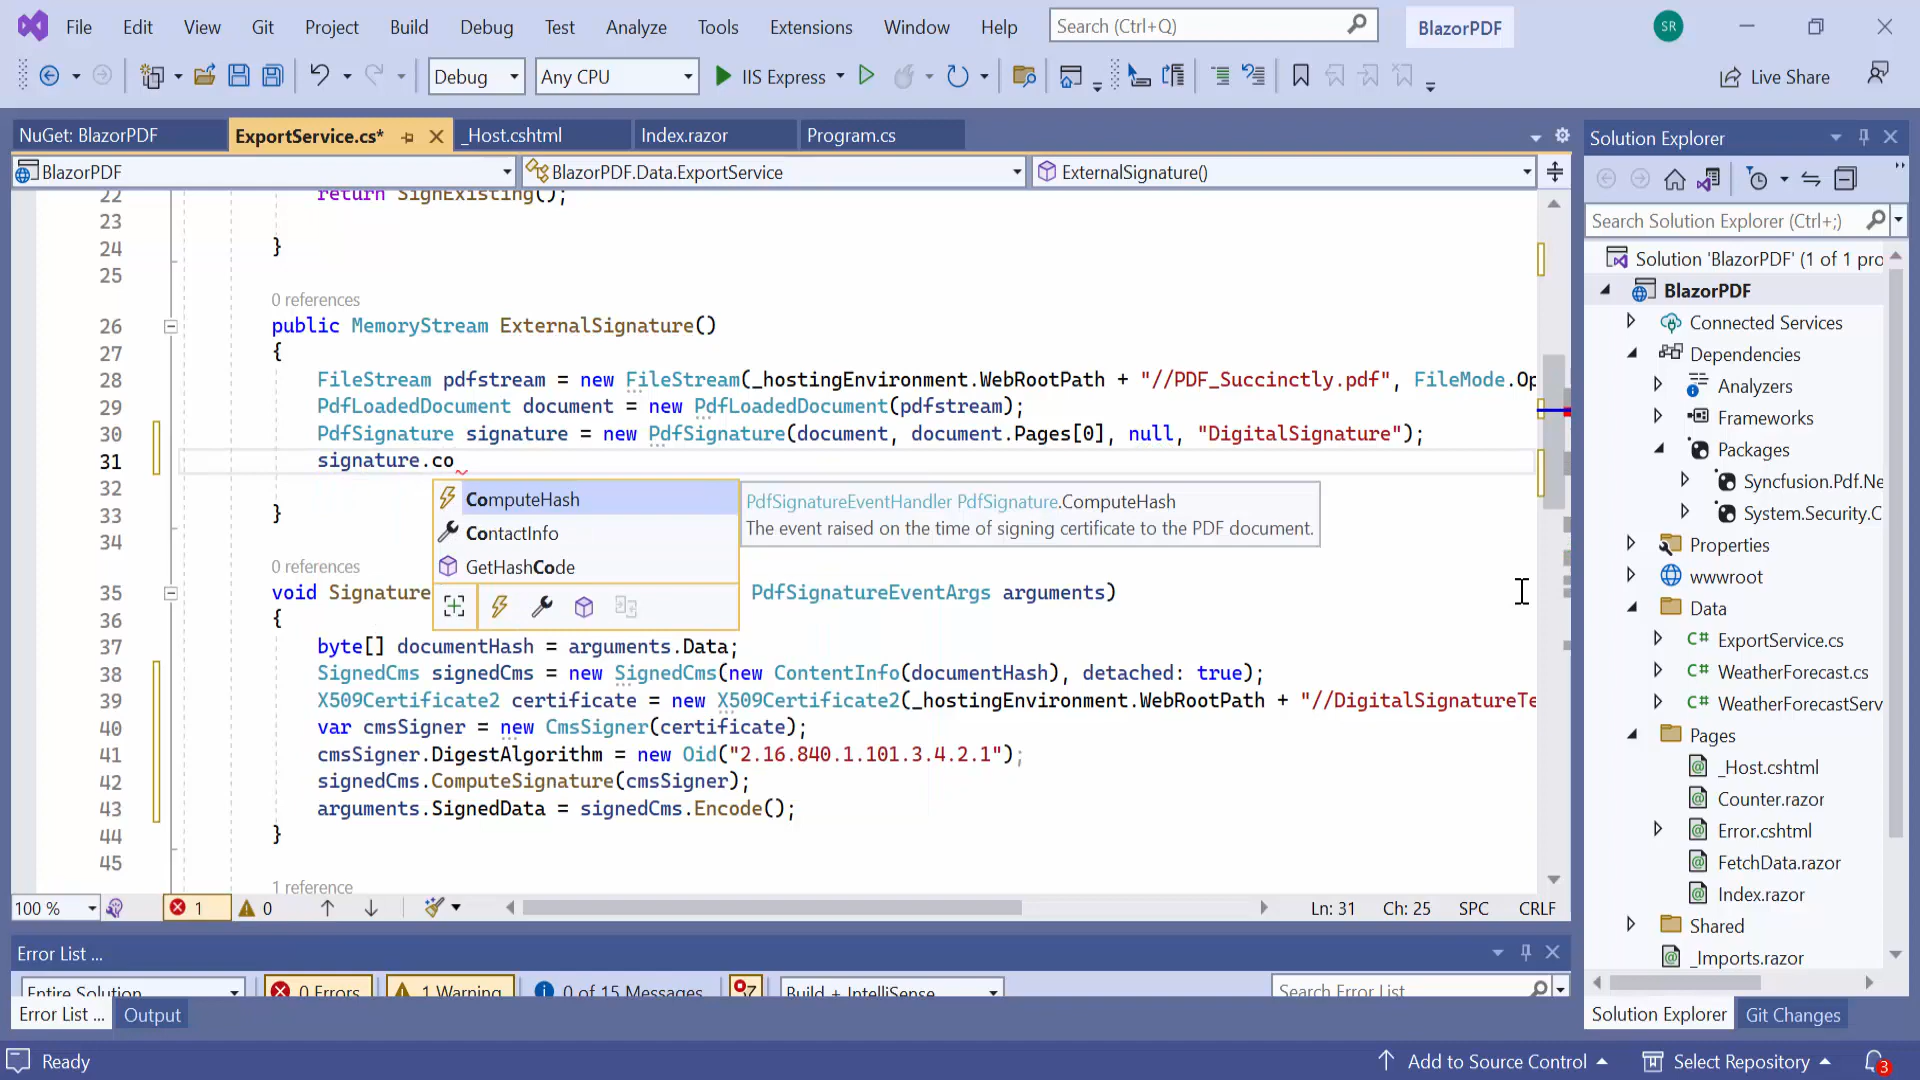 File Edit View Git Project Build Debug Test Analyze Tools Extensions Window Help Search (Ctrl+Q) BlazorPDF SR
Debug Any CPU IIS Express Live Share
NuGet: BlazorPDF ExportService.cs* _Host.cshtml Index.razor Program.cs
BlazorPDF BlazorPDF.Data.ExportService ExternalSignature()
22 return SignExisting();
23
24 }
25
0 references
26 public MemoryStream ExternalSignature()
27 {
28 FileStream pdfstream = new FileStream(_hostingEnvironment.WebRootPath + "//PDF_Succinctly.pdf", FileMode.Op
29 PdfLoadedDocument document = new PdfLoadedDocument(pdfstream);
30 PdfSignature signature = new PdfSignature(document, document.Pages[0], null, "DigitalSignature");
31 signature.co
32
33 }
34
ComputeHash
ContactInfo
GetHashCode
PdfSignatureEventHandler PdfSignature.ComputeHash
The event raised on the time of signing certificate to the PDF document.
0 references
35 void Signature PdfSignatureEventArgs arguments)
36 {
37 byte[] documentHash = arguments.Data;
38 SignedCms signedCms = new SignedCms(new ContentInfo(documentHash), detached: true);
39 X509Certificate2 certificate = new X509Certificate2(_hostingEnvironment.WebRootPath + "//DigitalSignatureTe
40 var cmsSigner = new CmsSigner(certificate);
41 cmsSigner.DigestAlgorithm = new Oid("2.16.840.1.101.3.4.2.1");
42 signedCms.ComputeSignature(cmsSigner);
43 arguments.SignedData = signedCms.Encode();
44 }
45
1 reference
100 % 1 0 Ln: 31 Ch: 25 SPC CRLF
Error List ...
Entire Solution 0 Errors 1 Warning 0 of 15 Messages Build + IntelliSense Search Error List
Error List ... Output
Solution Explorer
Search Solution Explorer (Ctrl+;)
Solution 'BlazorPDF' (1 of 1 pro
BlazorPDF
Connected Services
Dependencies
Analyzers
Frameworks
Packages
Syncfusion.Pdf.Ne
System.Security.C
Properties
wwwroot
Data
C# ExportService.cs
C# WeatherForecast.cs
C# WeatherForecastServ
Pages
_Host.cshtml
Counter.razor
Error.cshtml
FetchData.razor
Index.razor
Shared
_Imports.razor
Solution Explorer Git Changes
Ready Add to Source Control Select Repository 3